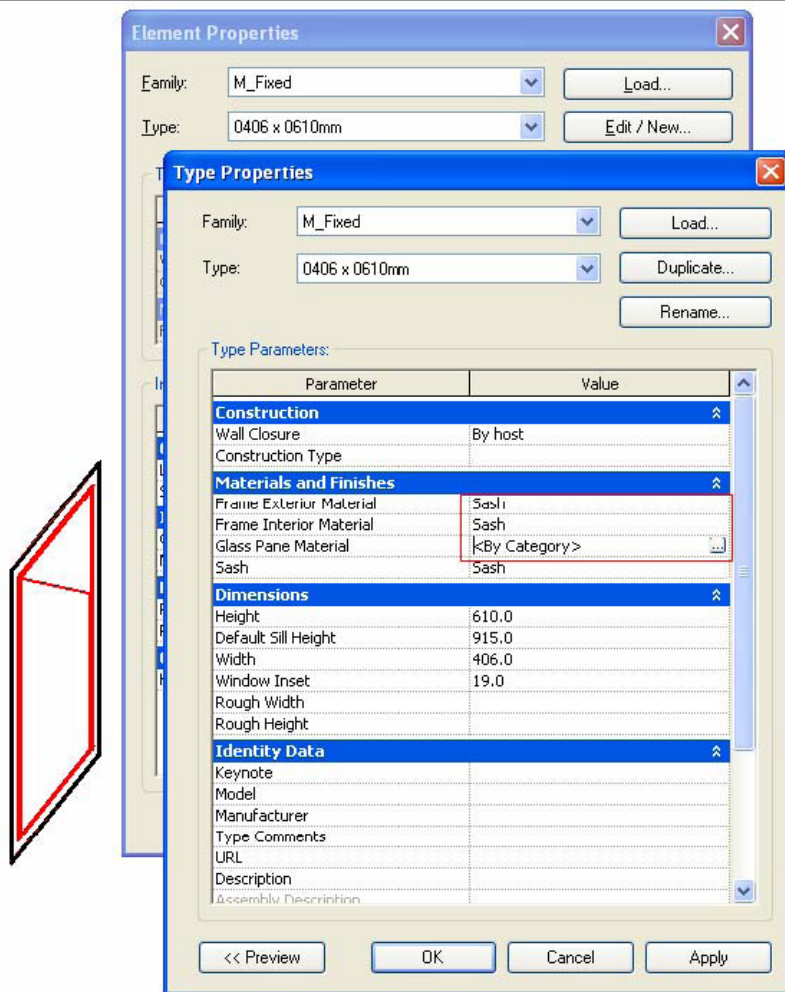 Element Properties
Family: M_Fixed Load...
Type: 0406 x 0610mm Edit / New...
Type Properties
Family: M_Fixed Load...
Type: 0406 x 0610mm Duplicate...
Rename...
Type Parameters:
Parameter Value
Construction
Wall Closure By host
Construction Type
Materials and Finishes
Frame Exterior Material Sash
Frame Interior Material Sash
Glass Pane Material <By Category> ...
Sash Sash
Dimensions
Height 610.0
Default Sill Height 915.0
Width 406.0
Window Inset 19.0
Rough Width
Rough Height
Identity Data
Keynote
Model
Manufacturer
Type Comments
URL
Description
Assembly Description
<< Preview OK Cancel Apply